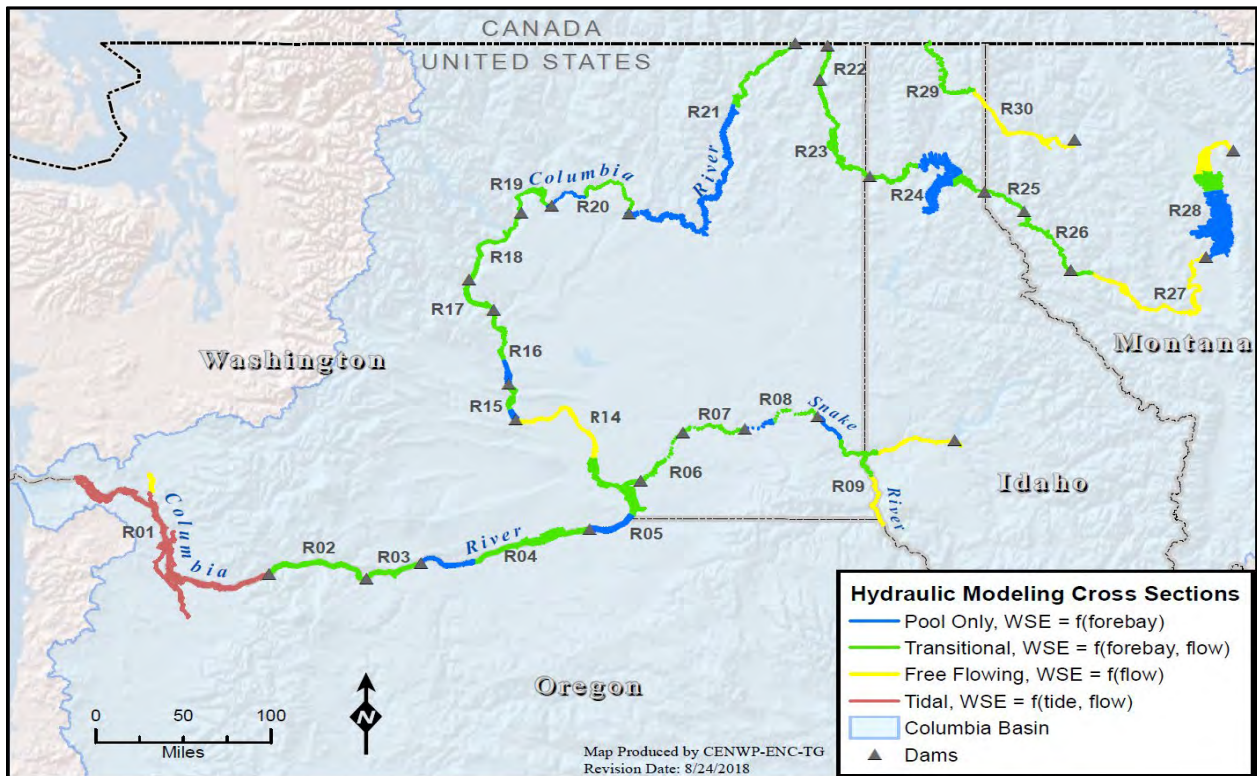 CANADA
UNITED STATES
R22
R29
R30
R21
R23
Columbia
River
R19
R20
R24
R25
R28
R26
R18
R27
R17
Montana
Washington
R16
R15
R14
R07
R08
Snake
R06
R09
River
Idaho
R01
Columbia
R02
R03
River
R04
R05
Oregon
N
0 50 100
Miles
Map Produced by CENWP-ENC-TG
Revision Date: 8/24/2018
Hydraulic Modeling Cross Sections
Pool Only, WSE = f(forebay)
Transitional, WSE = f(forebay, flow)
Free Flowing, WSE = f(flow)
Tidal, WSE = f(tide, flow)
Columbia Basin
Dams